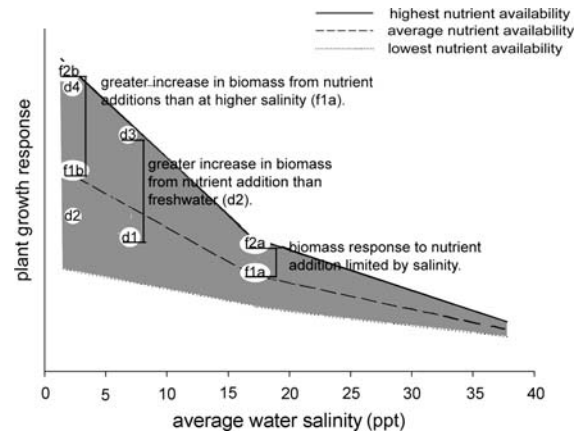 highest nutrient availability
average nutrient availability
lowest nutrient availability
f2b
d4
greater increase in biomass from nutrient
additions than at higher salinity (f1a).
d3
greater increase in biomass
from nutrient addition than
freshwater (d2).
f1b
d2
d1
f2a
f1a
biomass response to nutrient
addition limited by salinity.
plant growth response
0 5 10 15 20 25 30 35 40
average water salinity (ppt)